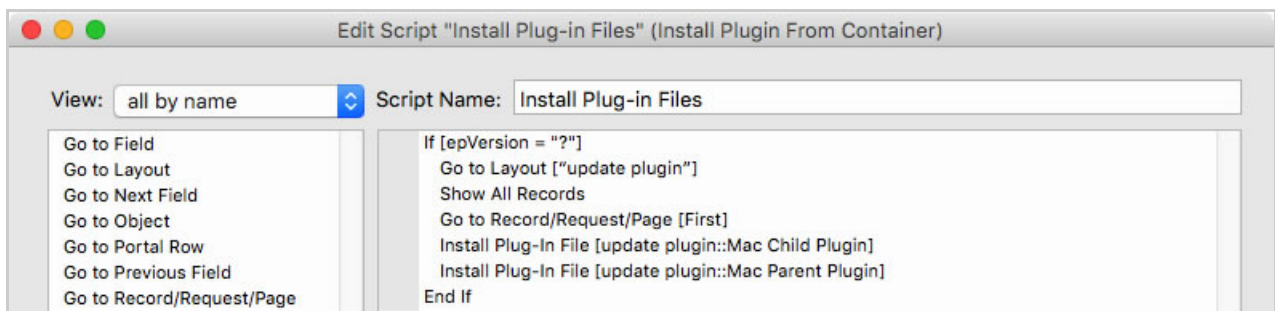 Edit Script "Install Plug-in Files" (Install Plugin From Container)
View: all by name Script Name: Install Plug-in Files
Go to Field
Go to Layout
Go to Next Field
Go to Object
Go to Portal Row
Go to Previous Field
Go to Record/Request/Page
If [epVersion = "?"]
Go to Layout [“update plugin”]
Show All Records
Go to Record/Request/Page [First]
Install Plug-In File [update plugin::Mac Child Plugin]
Install Plug-In File [update plugin::Mac Parent Plugin]
End If